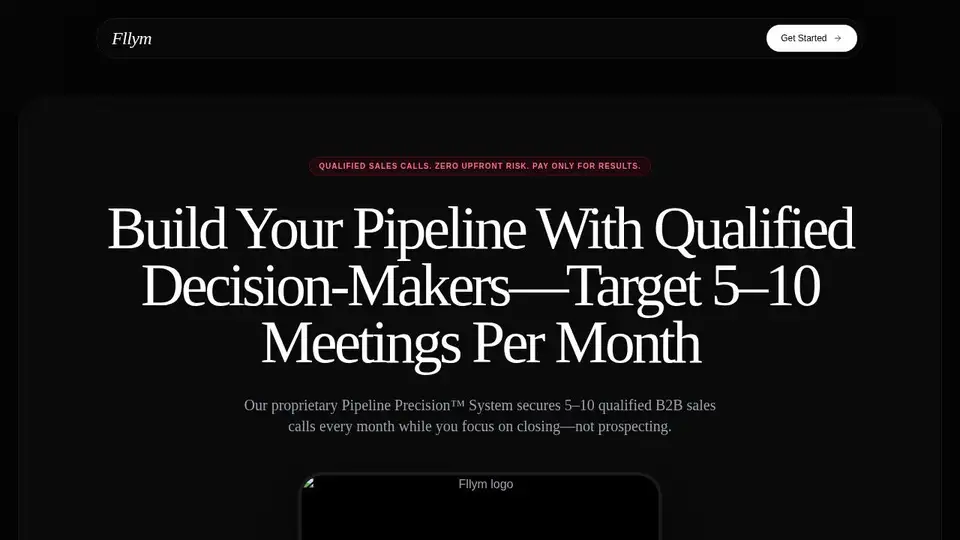 Fllym
Get Started
QUALIFIED SALES CALLS. ZERO UPFRONT RISK. PAY ONLY FOR RESULTS.
Build Your Pipeline With Qualified
Decision-Makers—Target 5–10
Meetings Per Month
Our proprietary Pipeline Precision™ System secures 5–10 qualified B2B sales
calls every month while you focus on closing—not prospecting.
Fllym logo